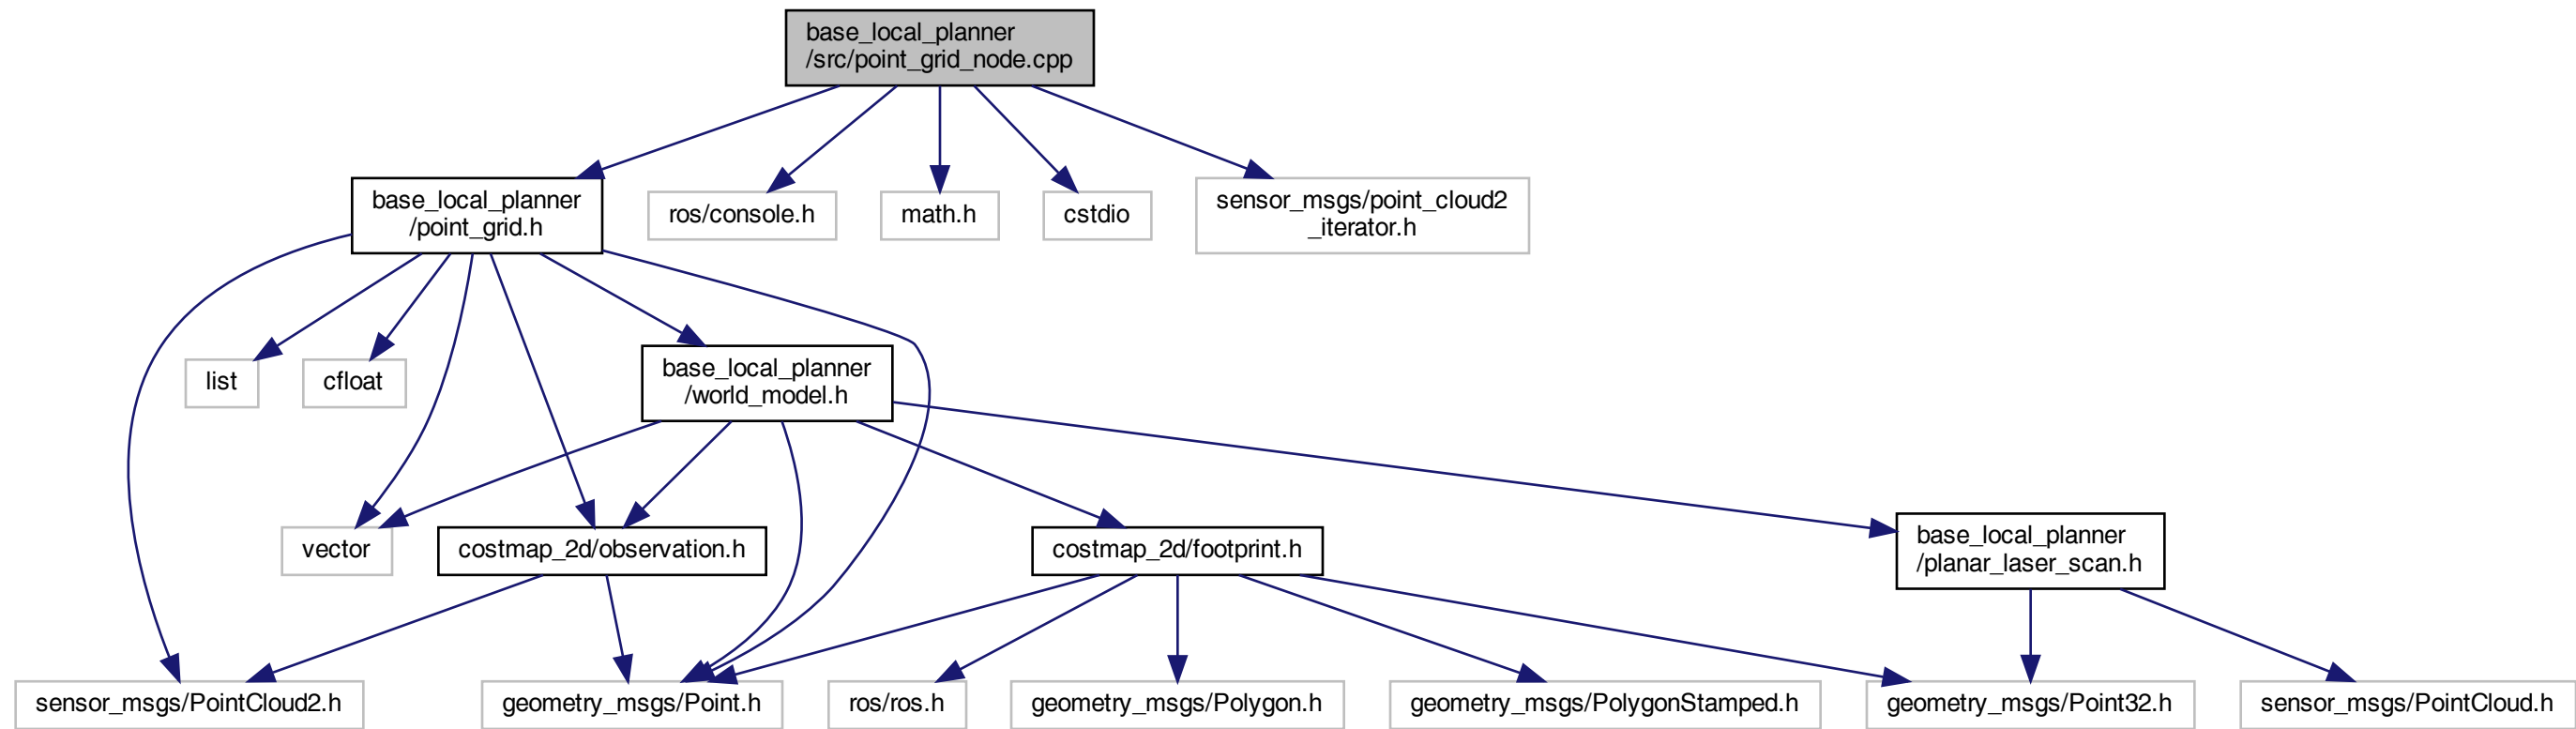 base_local_planner
/src/point_grid_node.cpp
base_local_planner
/point_grid.h
ros/console.h
math.h
cstdio
sensor_msgs/point_cloud2
_iterator.h
list
cfloat
base_local_planner
/world_model.h
vector
costmap_2d/observation.h
costmap_2d/footprint.h
base_local_planner
/planar_laser_scan.h
sensor_msgs/PointCloud2.h
geometry_msgs/Point.h
ros/ros.h
geometry_msgs/Polygon.h
geometry_msgs/PolygonStamped.h
geometry_msgs/Point32.h
sensor_msgs/PointCloud.h